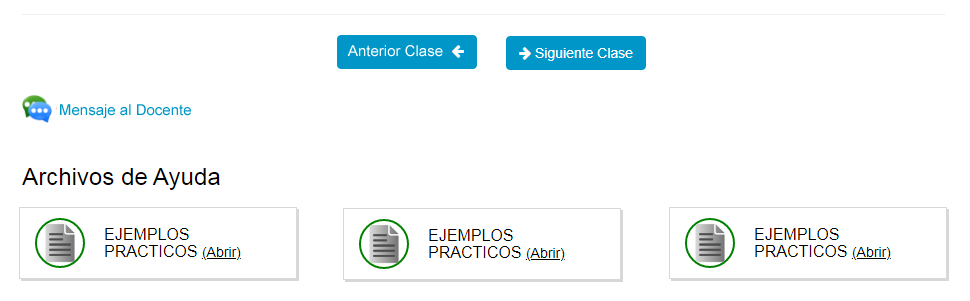 Anterior Clase
Siguiente Clase
Mensaje al Docente
Archivos de Ayuda
EJEMPLOS
PRACTICOS (Abrir)
EJEMPLOS
PRACTICOS (Abrir)
EJEMPLOS
PRACTICOS (Abrir)